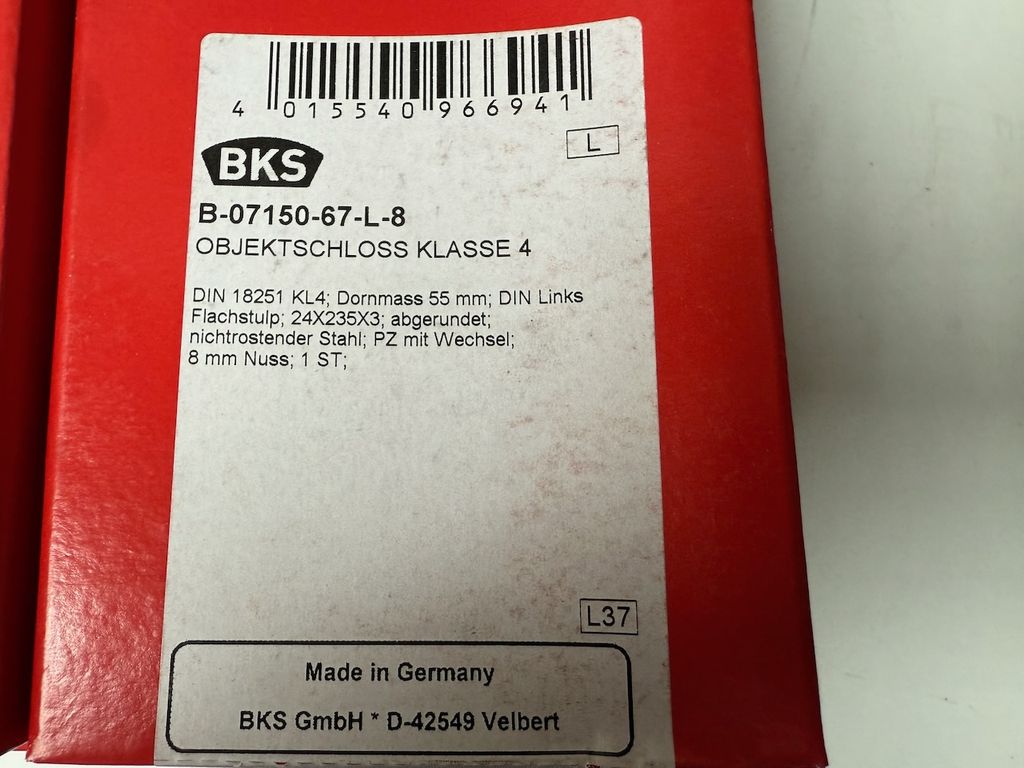 4 015540 966941
L
BKS
B-07150-67-L-8
OBJEKTSCHLOSS KLASSE 4
DIN 18251 KL4; Dornmass 55 mm; DIN Links
Flachstulp; 24X235X3; abgerundet;
nichtrostender Stahl; PZ mit Wechsel;
8 mm Nuss; 1 ST;
L37
Made in Germany
BKS GmbH * D-42549 Velbert